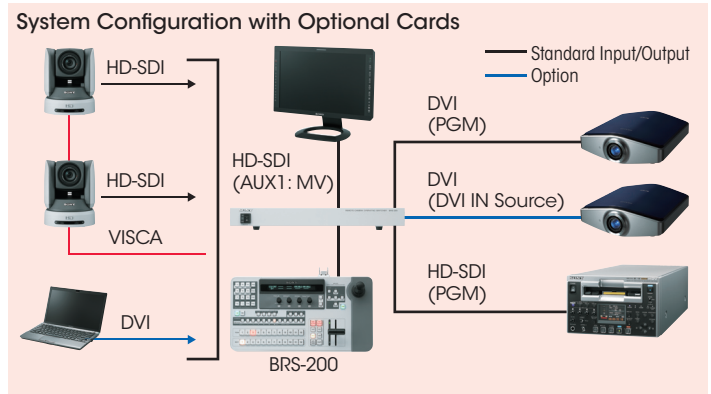 System Configuration with Optional Cards
HD-SDI
HD-SDI
VISCA
DVI
HD-SDI
(AUX1: MV)
BRS-200
Standard Input/Output
Option
DVI
(PGM)
DVI
(DVI IN Source)
HD-SDI
(PGM)